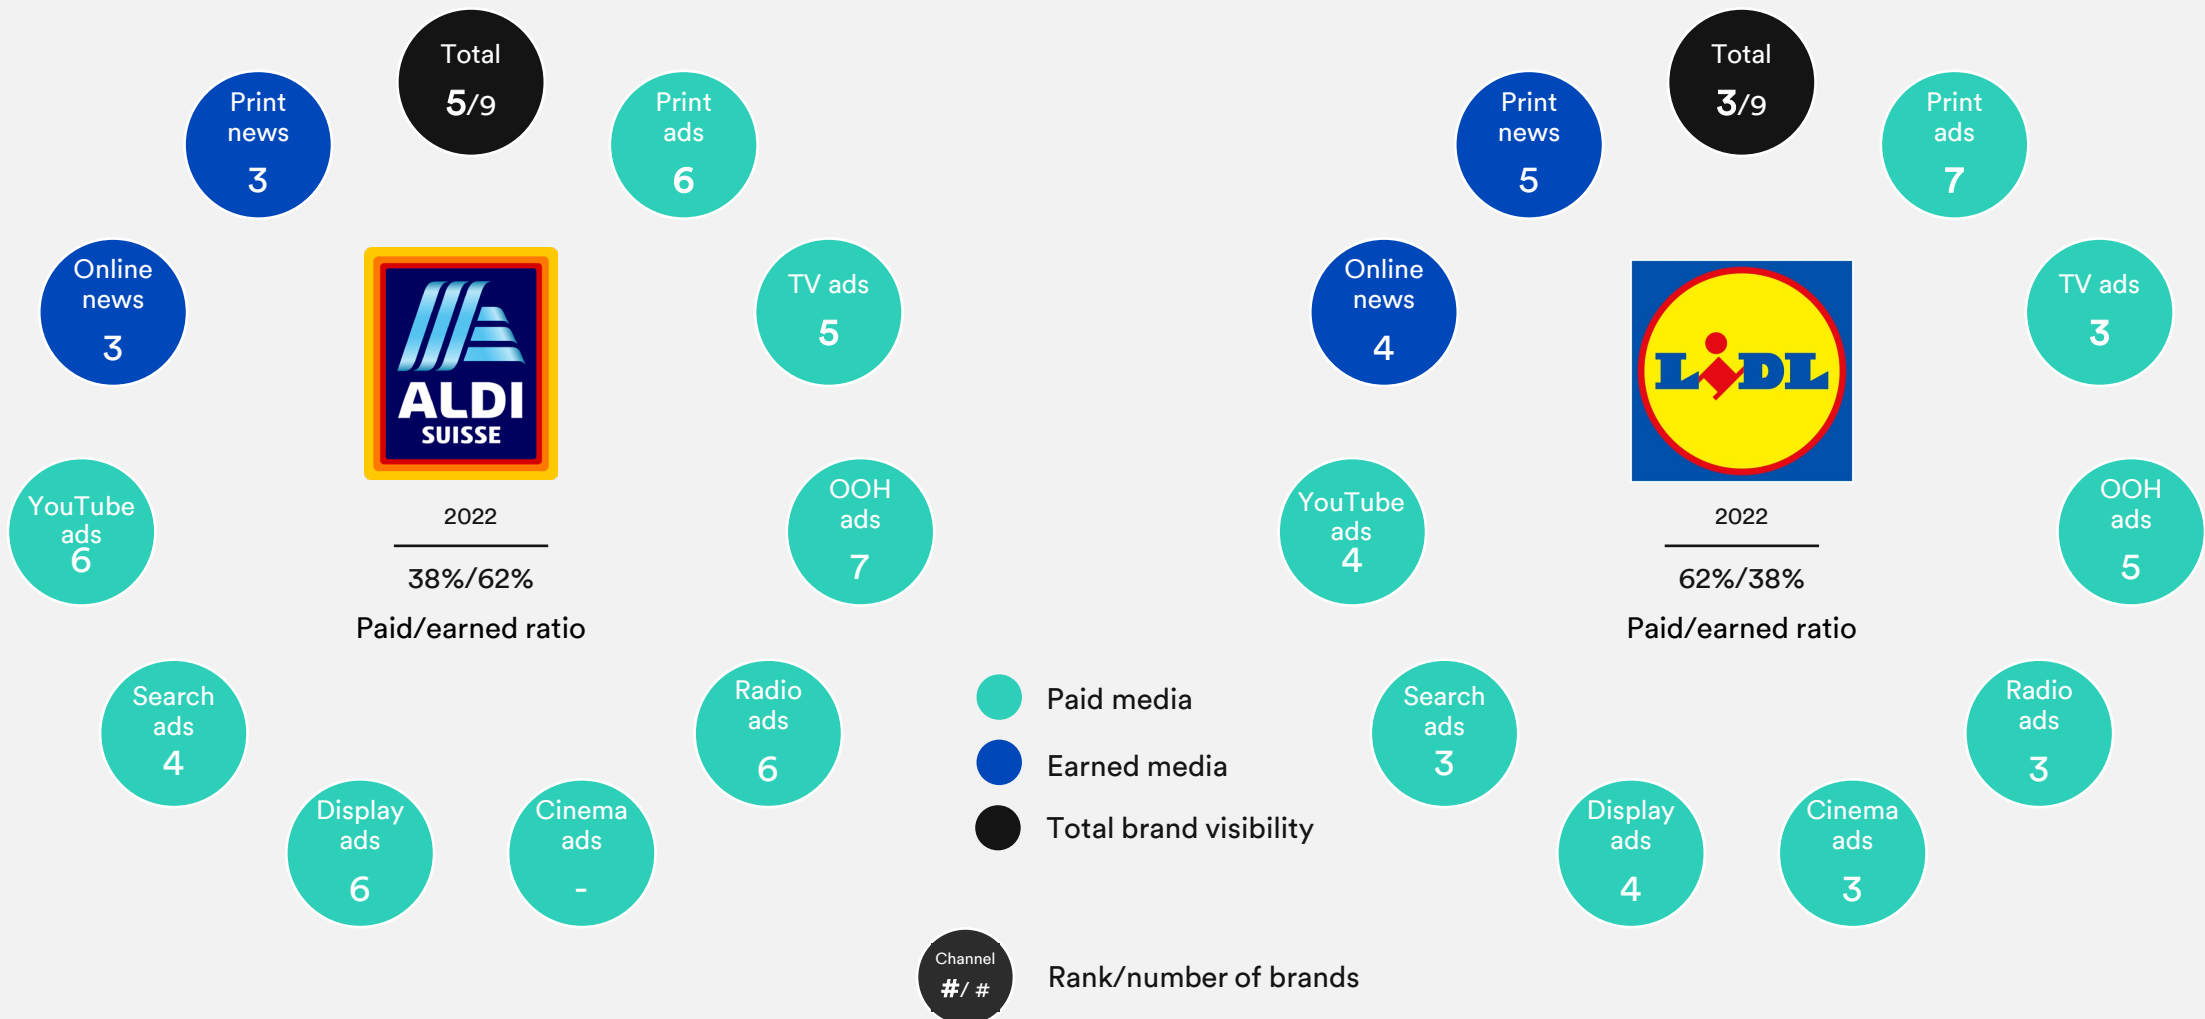 Total
5/9
Print
ads
6
TV ads
5
OOH
ads
7
Radio
ads
6
Cinema
ads
-
Display
ads
6
Search
ads
4
YouTube
ads
6
Online
news
3
Print
news
3
ALDI
SUISSE
2022
38%/62%
Paid/earned ratio
Total
3/9
Print
ads
7
TV ads
3
OOH
ads
5
Radio
ads
3
Cinema
ads
3
Display
ads
4
Search
ads
3
YouTube
ads
4
Online
news
4
Print
news
5
LiDL
2022
62%/38%
Paid/earned ratio
Paid media
Earned media
Total brand visibility
Channel
#/ #
Rank/number of brands